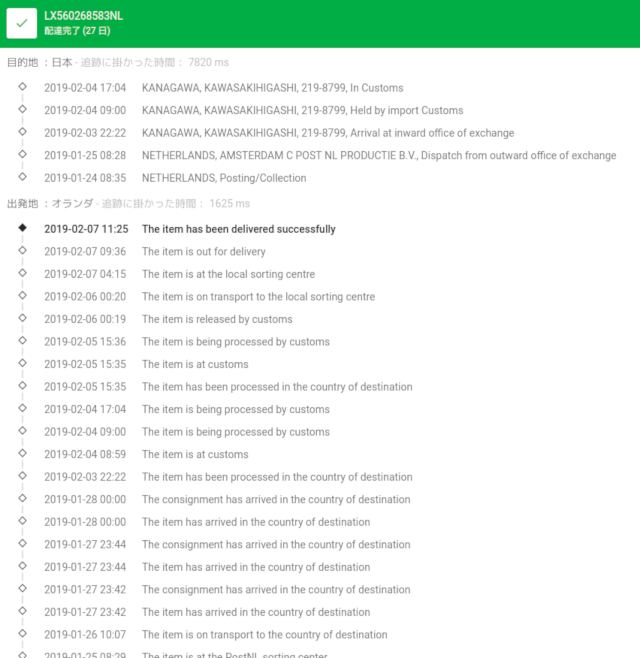 LX560268583NL
配達完了 (27 日)
目的地 ：日本 - 追跡に掛かった時間： 7820 ms
2019-02-04 17:04 KANAGAWA, KAWASAKIHIGASHI, 219-8799, In Customs
2019-02-04 09:00 KANAGAWA, KAWASAKIHIGASHI, 219-8799, Held by import Customs
2019-02-03 22:22 KANAGAWA, KAWASAKIHIGASHI, 219-8799, Arrival at inward office of exchange
2019-01-25 08:28 NETHERLANDS, AMSTERDAM C POST NL PRODUCTIE B.V., Dispatch from outward office of exchange
2019-01-24 08:35 NETHERLANDS, Posting/Collection
出発地 ：オランダ - 追跡に掛かった時間： 1625 ms
2019-02-07 11:25 The item has been delivered successfully
2019-02-07 09:36 The item is out for delivery
2019-02-07 04:15 The item is at the local sorting centre
2019-02-06 00:20 The item is on transport to the local sorting centre
2019-02-06 00:19 The item is released by customs
2019-02-05 15:36 The item is being processed by customs
2019-02-05 15:35 The item is at customs
2019-02-05 15:35 The item has been processed in the country of destination
2019-02-04 17:04 The item is being processed by customs
2019-02-04 09:00 The item is being processed by customs
2019-02-04 08:59 The item is at customs
2019-02-03 22:22 The item has been processed in the country of destination
2019-01-28 00:00 The consignment has arrived in the country of destination
2019-01-28 00:00 The item has arrived in the country of destination
2019-01-27 23:44 The consignment has arrived in the country of destination
2019-01-27 23:44 The item has arrived in the country of destination
2019-01-27 23:42 The consignment has arrived in the country of destination
2019-01-27 23:42 The item has arrived in the country of destination
2019-01-26 10:07 The item is on transport to the country of destination
2019-01-25 08:29 The item is at the PostNL sorting center